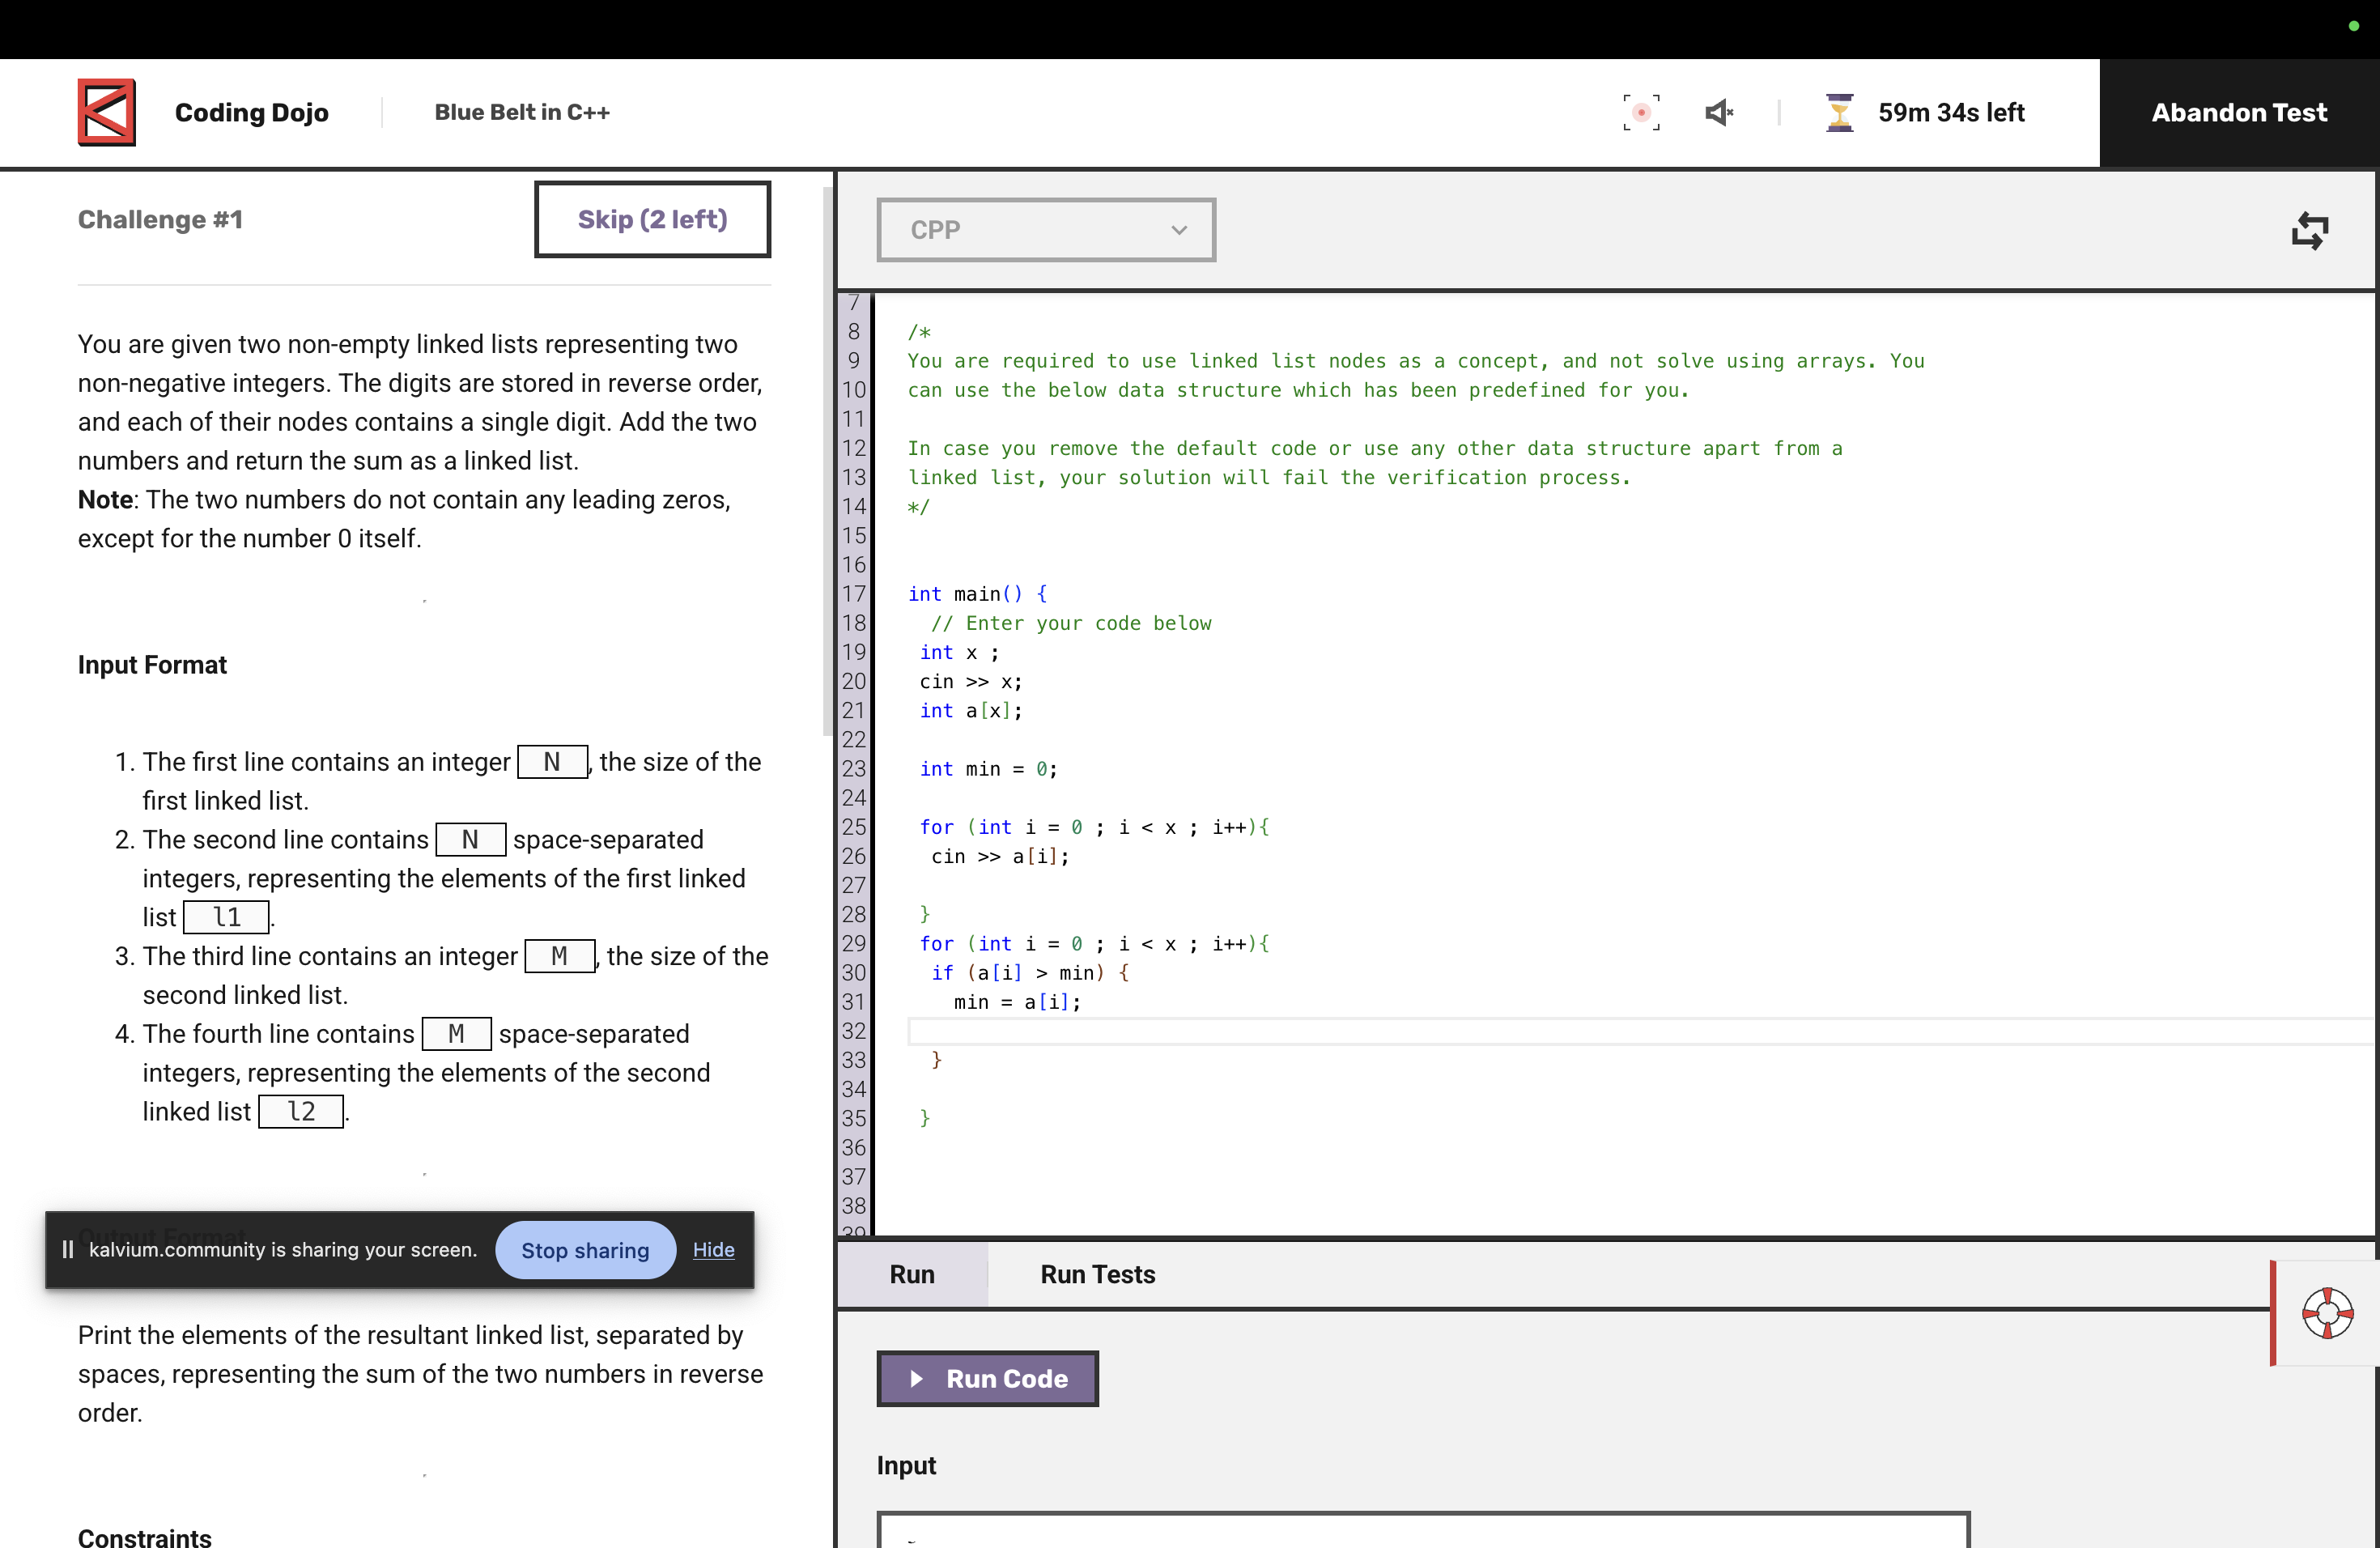 Coding Dojo
Blue Belt in C++
59m 34s left
Abandon Test
Challenge #1
Skip (2 left)
You are given two non-empty linked lists representing two
non-negative integers. The digits are stored in reverse order,
and each of their nodes contains a single digit. Add the two
numbers and return the sum as a linked list.
Note: The two numbers do not contain any leading zeros,
except for the number 0 itself.
Input Format
1. The first line contains an integer N, the size of the
first linked list.
2. The second line contains N space-separated
integers, representing the elements of the first linked
list l1.
3. The third line contains an integer M, the size of the
second linked list.
4. The fourth line contains M space-separated
integers, representing the elements of the second
linked list l2.
Output Format
kalvium.community is sharing your screen.
Stop sharing
Hide
Print the elements of the resultant linked list, separated by
spaces, representing the sum of the two numbers in reverse
order.
Constraints
CPP
7
8 /*
9 You are required to use linked list nodes as a concept, and not solve using arrays. You
10 can use the below data structure which has been predefined for you.
11
12 In case you remove the default code or use any other data structure apart from a
13 linked list, your solution will fail the verification process.
14 */
15
16
17 int main() {
18 // Enter your code below
19 int x ;
20 cin >> x;
21 int a[x];
22
23 int min = 0;
24
25 for (int i = 0 ; i < x ; i++){
26 cin >> a[i];
27
28 }
29 for (int i = 0 ; i < x ; i++){
30 if (a[i] > min) {
31 min = a[i];
32
33 }
34
35 }
36
37
38
39
Run
Run Tests
Run Code
Input